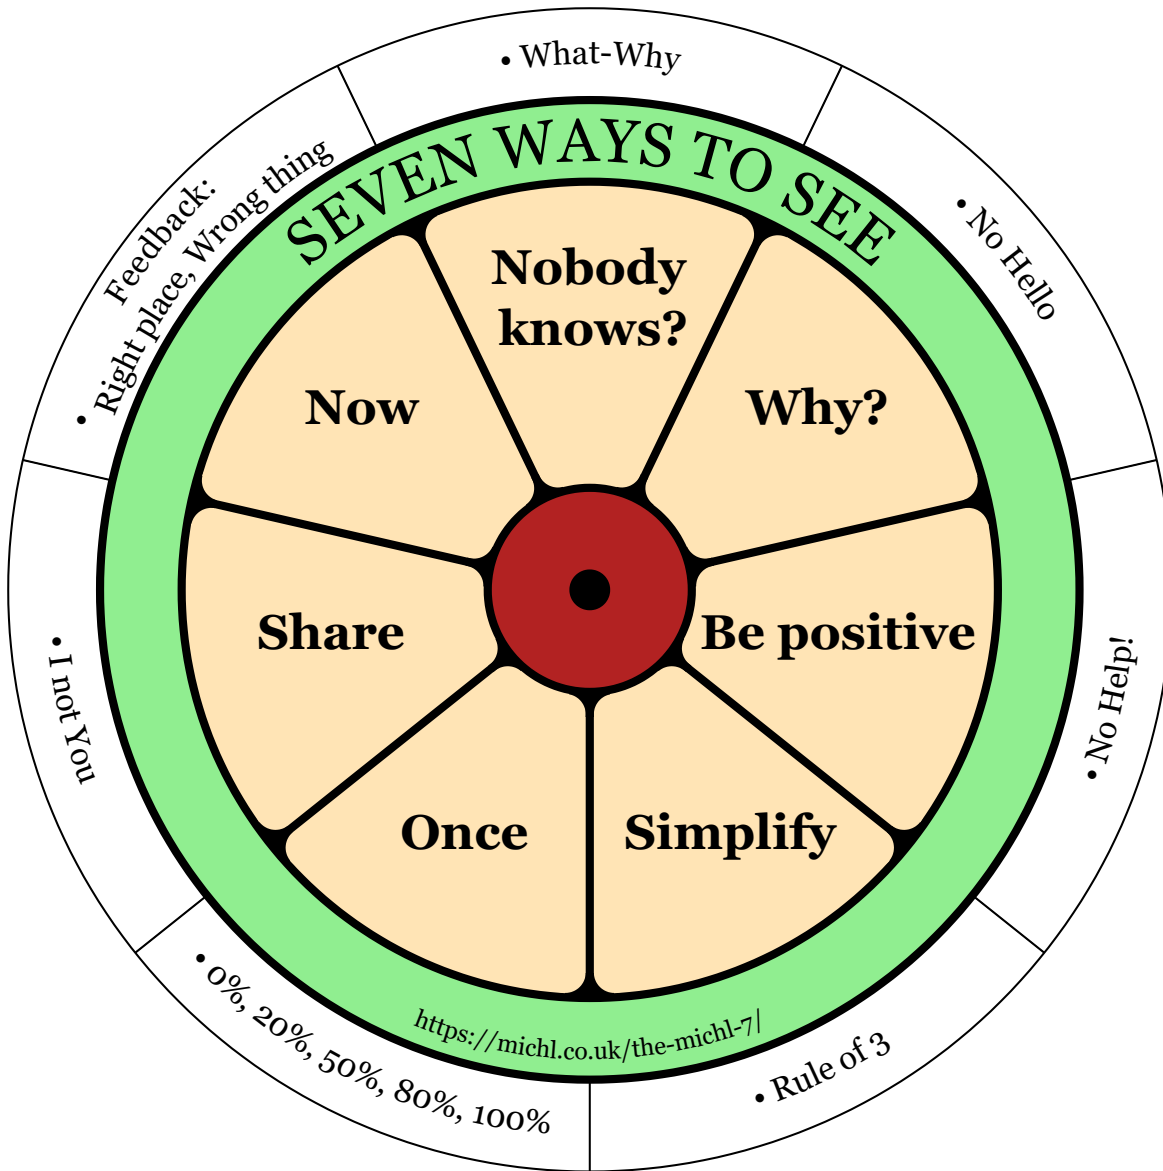 • What-Why
• No Hello
• No Help!
• Rule of 3
• 0%, 20%, 50%, 80%, 100%
• I not You
Feedback:
• Right place, Wrong thing
SEVEN WAYS TO SEE
Nobody
knows?
Why?
Be positive
Simplify
Once
Share
Now
https://michl.co.uk/the-michl-7/